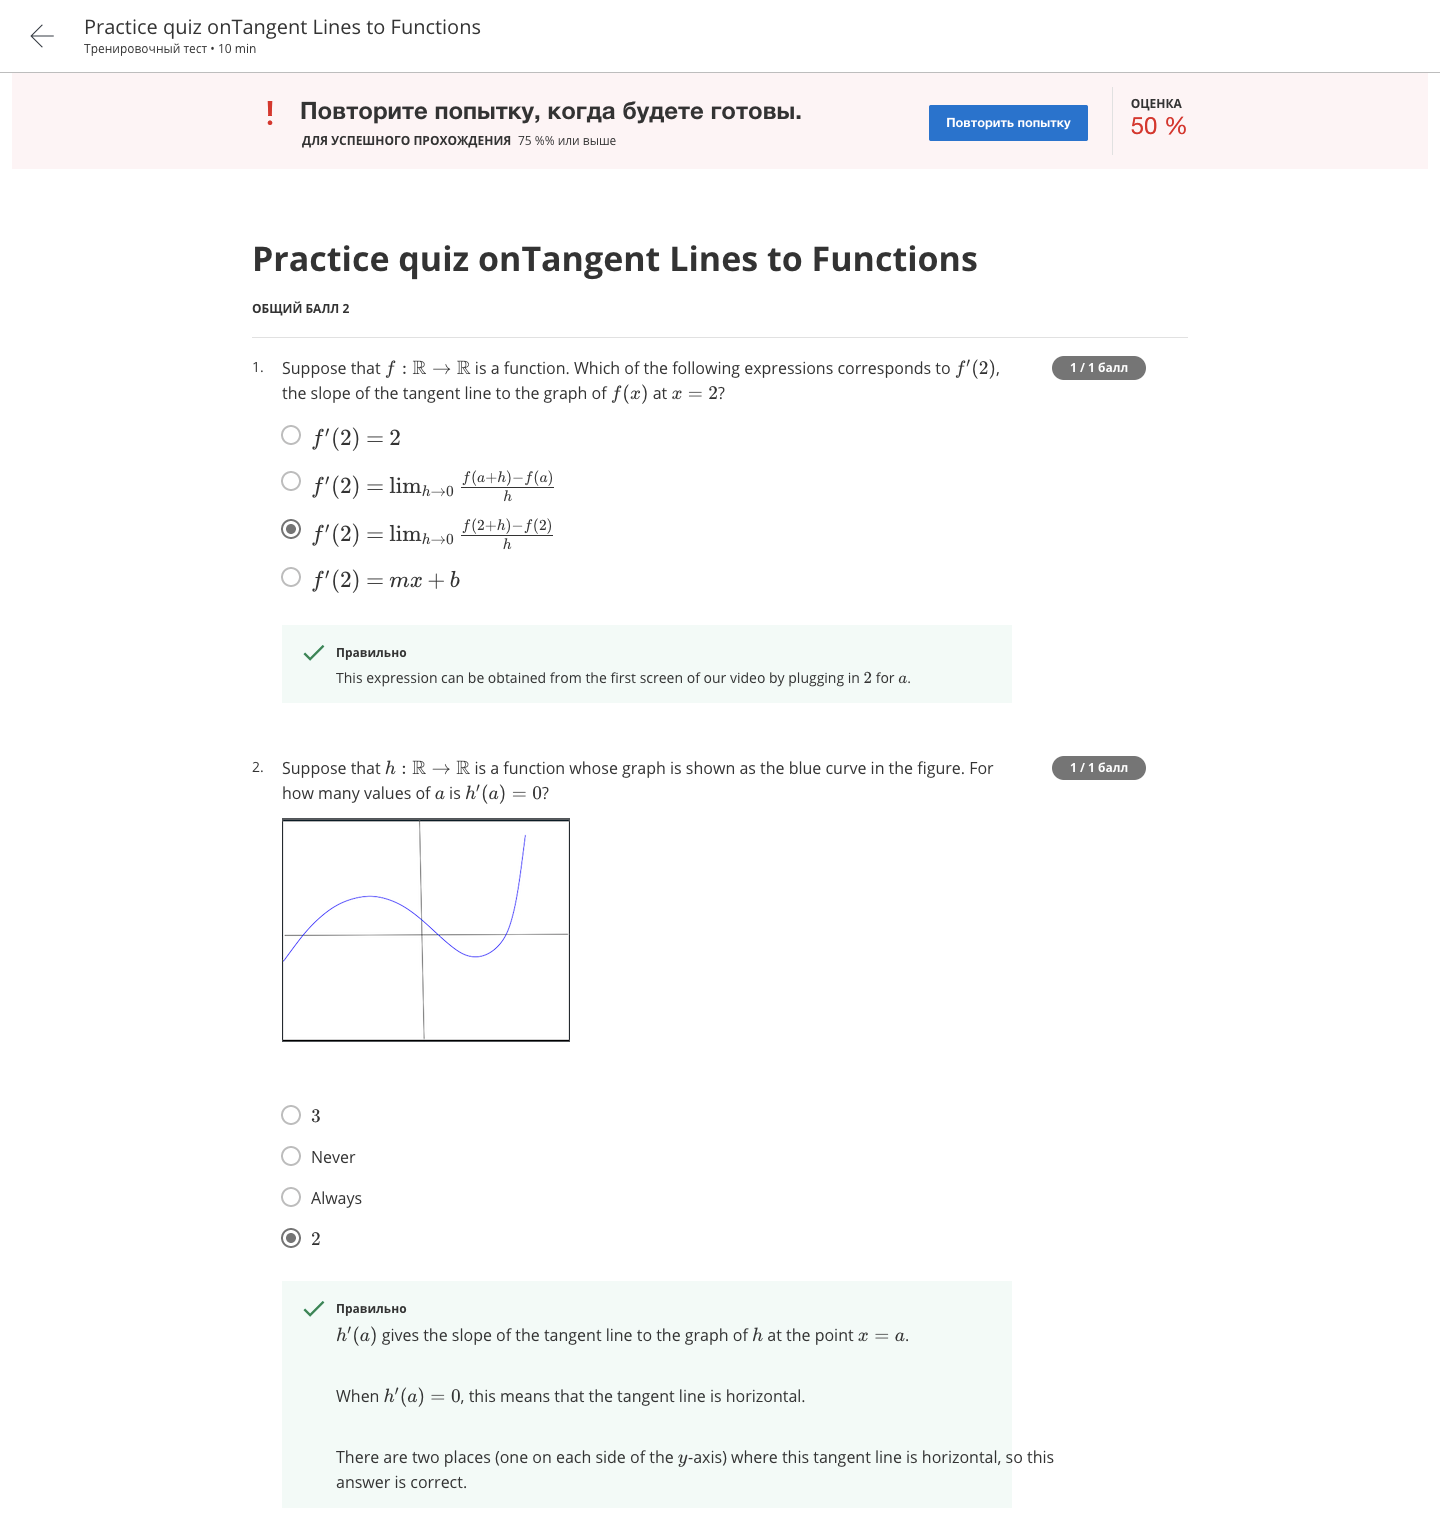 Practice quiz onTangent Lines to Functions
Тренировочный тест • 10 min
! Повторите попытку, когда будете готовы.
ДЛЯ УСПЕШНОГО ПРОХОЖДЕНИЯ 75 %% или выше
Повторить попытку
ОЦЕНКА
50 %
Practice quiz onTangent Lines to Functions
ОБЩИЙ БАЛЛ 2
1. Suppose that f : ℝ → ℝ is a function. Which of the following expressions corresponds to f′(2),
the slope of the tangent line to the graph of f(x) at x = 2?
1 / 1 балл
f′(2) = 2
f′(2) = lim_{h→0} \frac{f(a+h)−f(a)}{h}
f′(2) = lim_{h→0} \frac{f(2+h)−f(2)}{h}
f′(2) = mx + b
Правильно
This expression can be obtained from the first screen of our video by plugging in 2 for a.
2. Suppose that h : ℝ → ℝ is a function whose graph is shown as the blue curve in the figure. For
how many values of a is h′(a) = 0?
1 / 1 балл
3
Never
Always
2
Правильно
h′(a) gives the slope of the tangent line to the graph of h at the point x = a.
When h′(a) = 0, this means that the tangent line is horizontal.
There are two places (one on each side of the y-axis) where this tangent line is horizontal, so this
answer is correct.